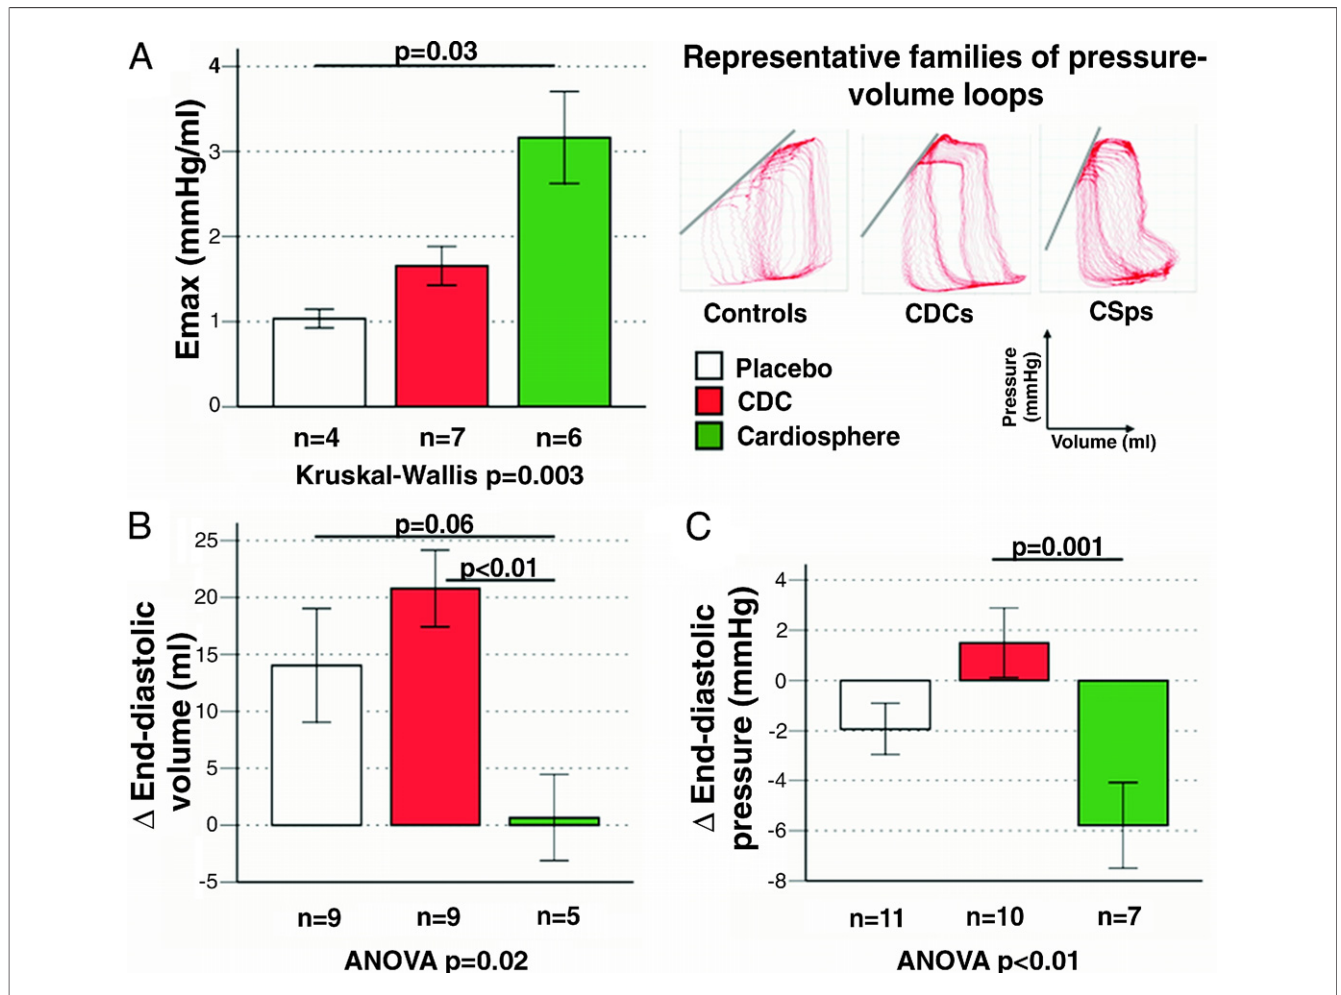 A
p=0.03
4
3
2
1
0
Emax (mmHg/ml)
n=4 n=7 n=6
Kruskal-Wallis p=0.003
Representative families of pressure-
volume loops
Controls CDCs CSps
Placebo
CDC
Cardiosphere
Pressure
(mmHg)
Volume (ml)
B
p=0.06
p<0.01
25
20
15
10
5
0
-5
Δ End-diastolic
volume (ml)
n=9 n=9 n=5
ANOVA p=0.02
C
p=0.001
4
2
0
-2
-4
-6
-8
Δ End-diastolic
pressure (mmHg)
n=11 n=10 n=7
ANOVA p<0.01